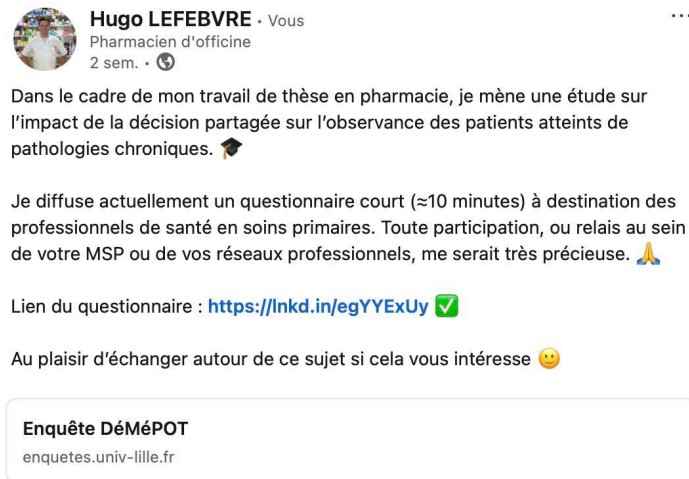 Hugo LEFEBVRE • Vous
Pharmacien d'officine
2 sem. •
Dans le cadre de mon travail de thèse en pharmacie, je mène une étude sur
l’impact de la décision partagée sur l’observance des patients atteints de
pathologies chroniques. 🎓
Je diffuse actuellement un questionnaire court (≈10 minutes) à destination des
professionnels de santé en soins primaires. Toute participation, ou relais au sein
de votre MSP ou de vos réseaux professionnels, me serait très précieuse. 🙏
Lien du questionnaire : https://lnkd.in/egYYExUy ✅
Au plaisir d’échanger autour de ce sujet si cela vous intéresse 🙂
Enquête DéMéPOT
enquetes.univ-lille.fr